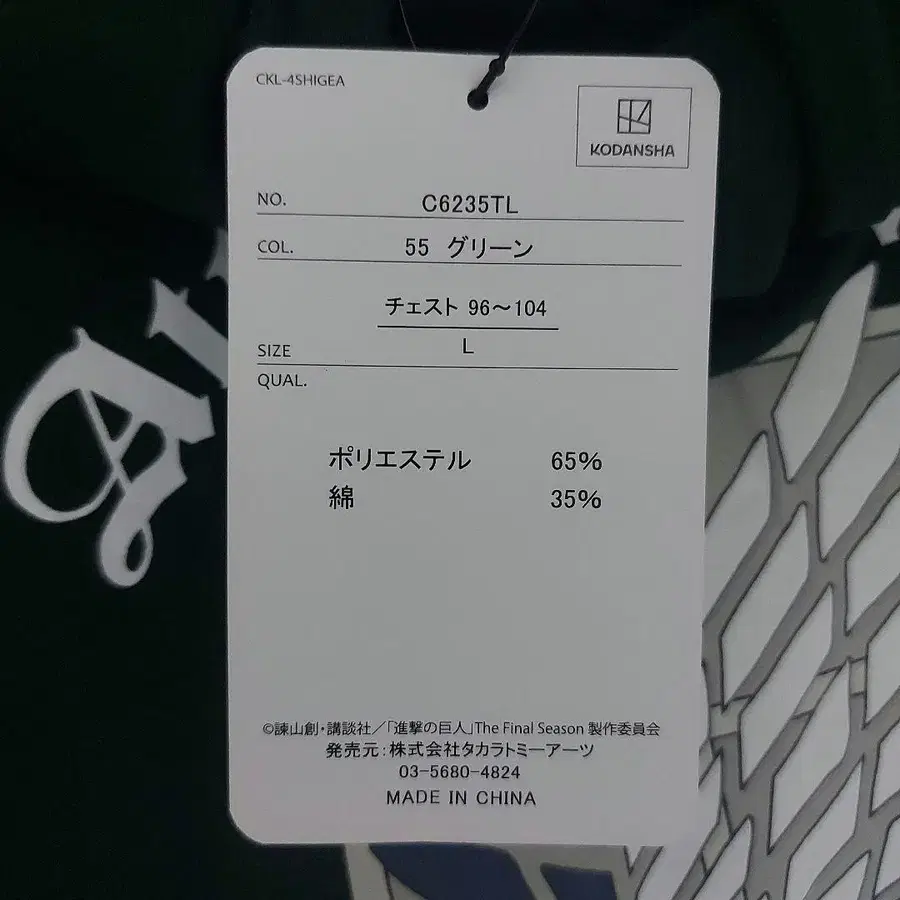 CKL-4SHIGEA
KODANSHA
NO. C6235TL
COL. 55 グリーン
チェスト 96～104
SIZE L
QUAL.
ポリエステル 65%
綿 35%
©諫山創・講談社／「進撃の巨人」The Final Season 製作委員会
発売元：株式会社タカラトミーアーツ
03-5680-4824
MADE IN CHINA